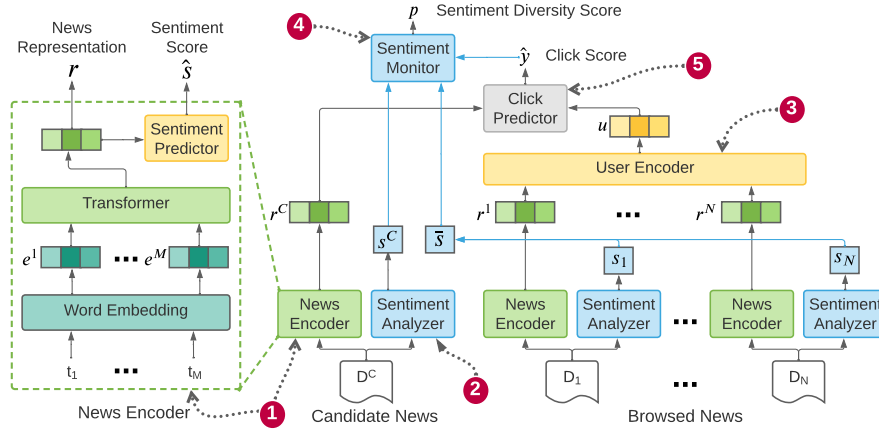 p Sentiment Diversity Score
4
News
Representation
Sentiment
Score
r
ŝ
Sentiment
Monitor
ŷ Click Score
5
Click
Predictor
Sentiment
Predictor
u
3
User Encoder
Transformer
r^C
r^1
...
r^N
s^C
s̄
e^1
...
e^M
s_1
s_N
Word Embedding
News
Encoder
Sentiment
Analyzer
News
Encoder
Sentiment
Analyzer
...
News
Encoder
Sentiment
Analyzer
t_1
...
t_M
D^C
2
D_1
...
D_N
News Encoder
1
Candidate News
Browsed News